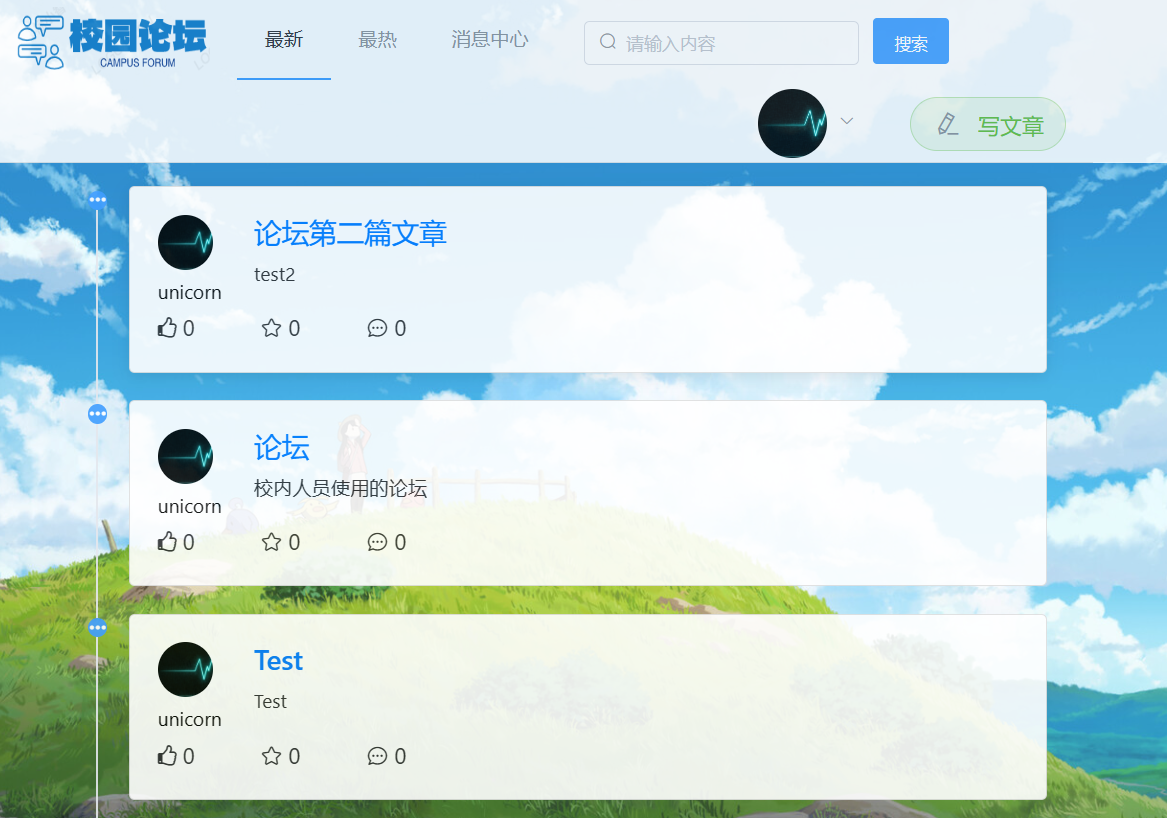 校园论坛
CAMPUS FORUM
最新
最热
消息中心
请输入内容
搜索
写文章
论坛第二篇文章
test2
unicorn
0
0
0
论坛
校内人员使用的论坛
unicorn
0
0
0
Test
Test
unicorn
0
0
0